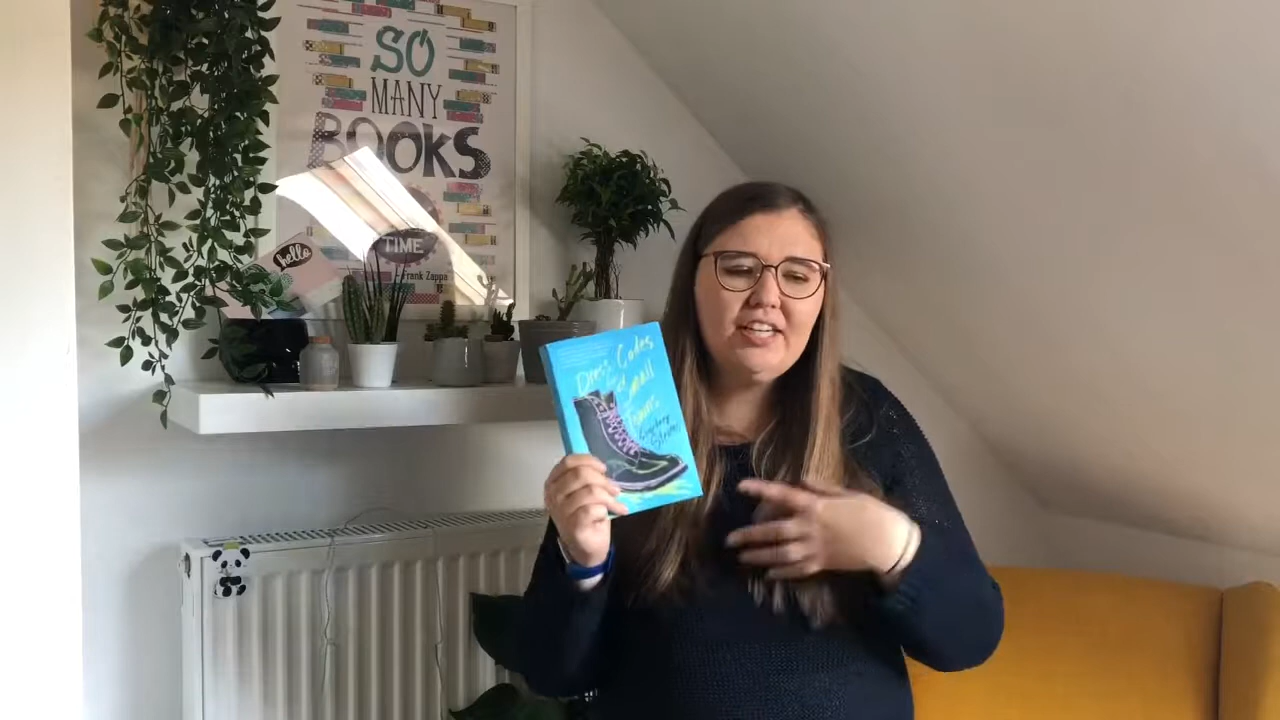 SO
MANY
BOOKS
TIME
- Frank Zappa
hello
Dress Codes
for Small
Towns
Courtney
Stevens